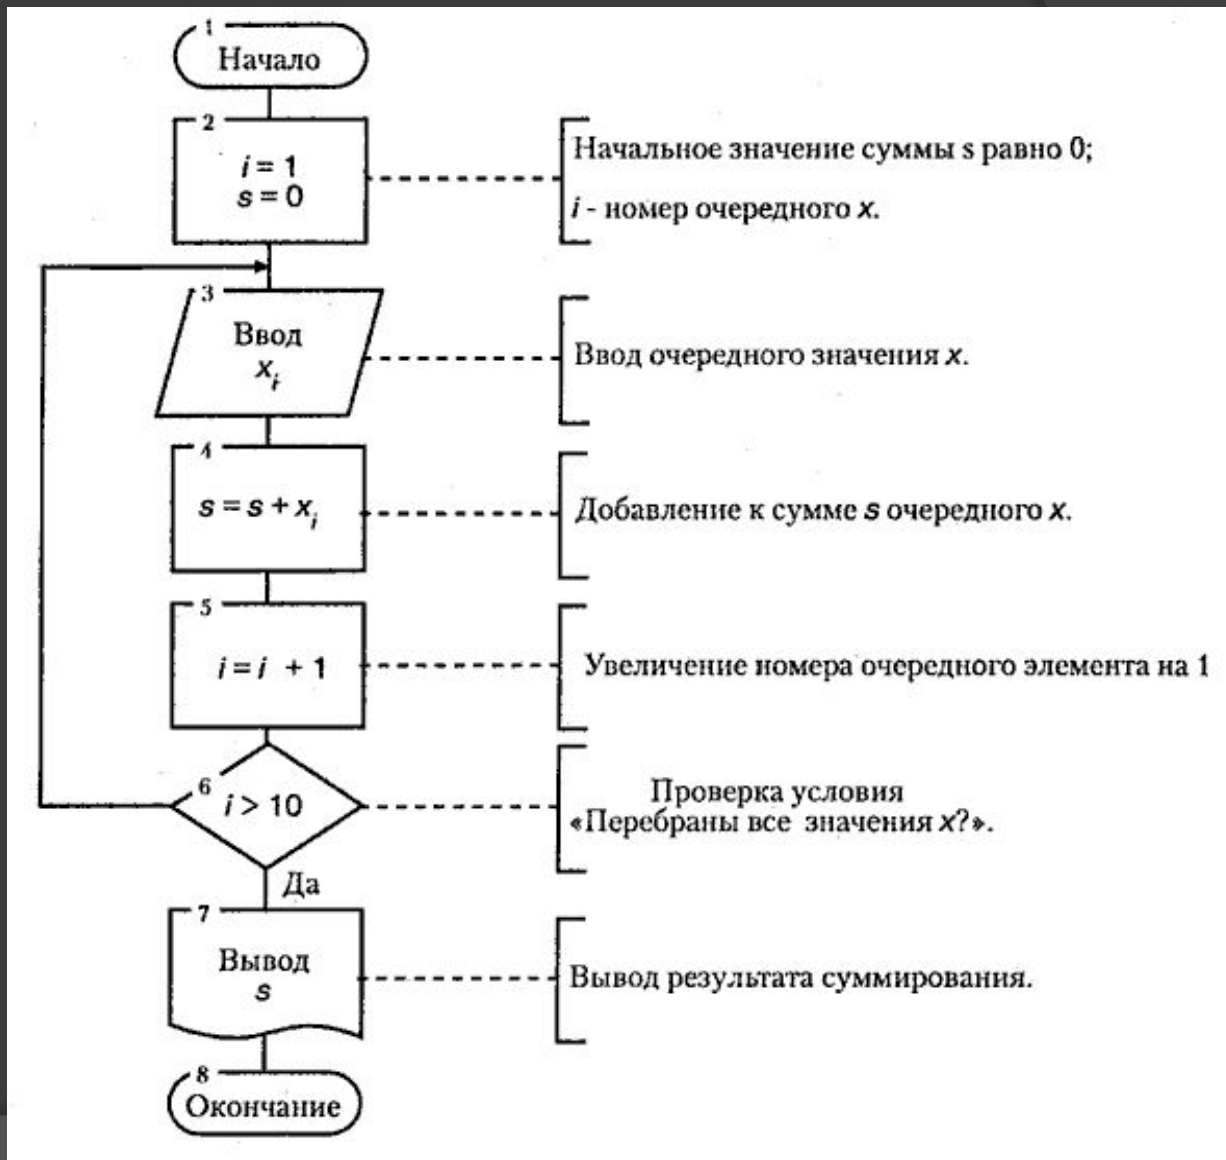 1
Начало
2
i = 1
s = 0
Начальное значение суммы s равно 0;
i - номер очередного x.
3
Ввод
xi
Ввод очередного значения x.
4
s = s + xi
Добавление к сумме s очередного x.
5
i = i + 1
Увеличение номера очередного элемента на 1
6
i > 10
Проверка условия
«Перебраны все значения x?».
Да
7
Вывод
s
Вывод результата суммирования.
8
Окончание